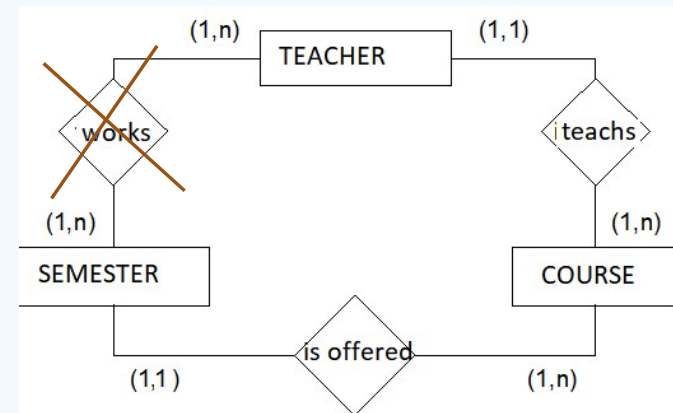 (1,n)
TEACHER
(1,1)
works
teachs
(1,n)
(1,n)
SEMESTER
COURSE
is offered
(1,1 )
(1,n)